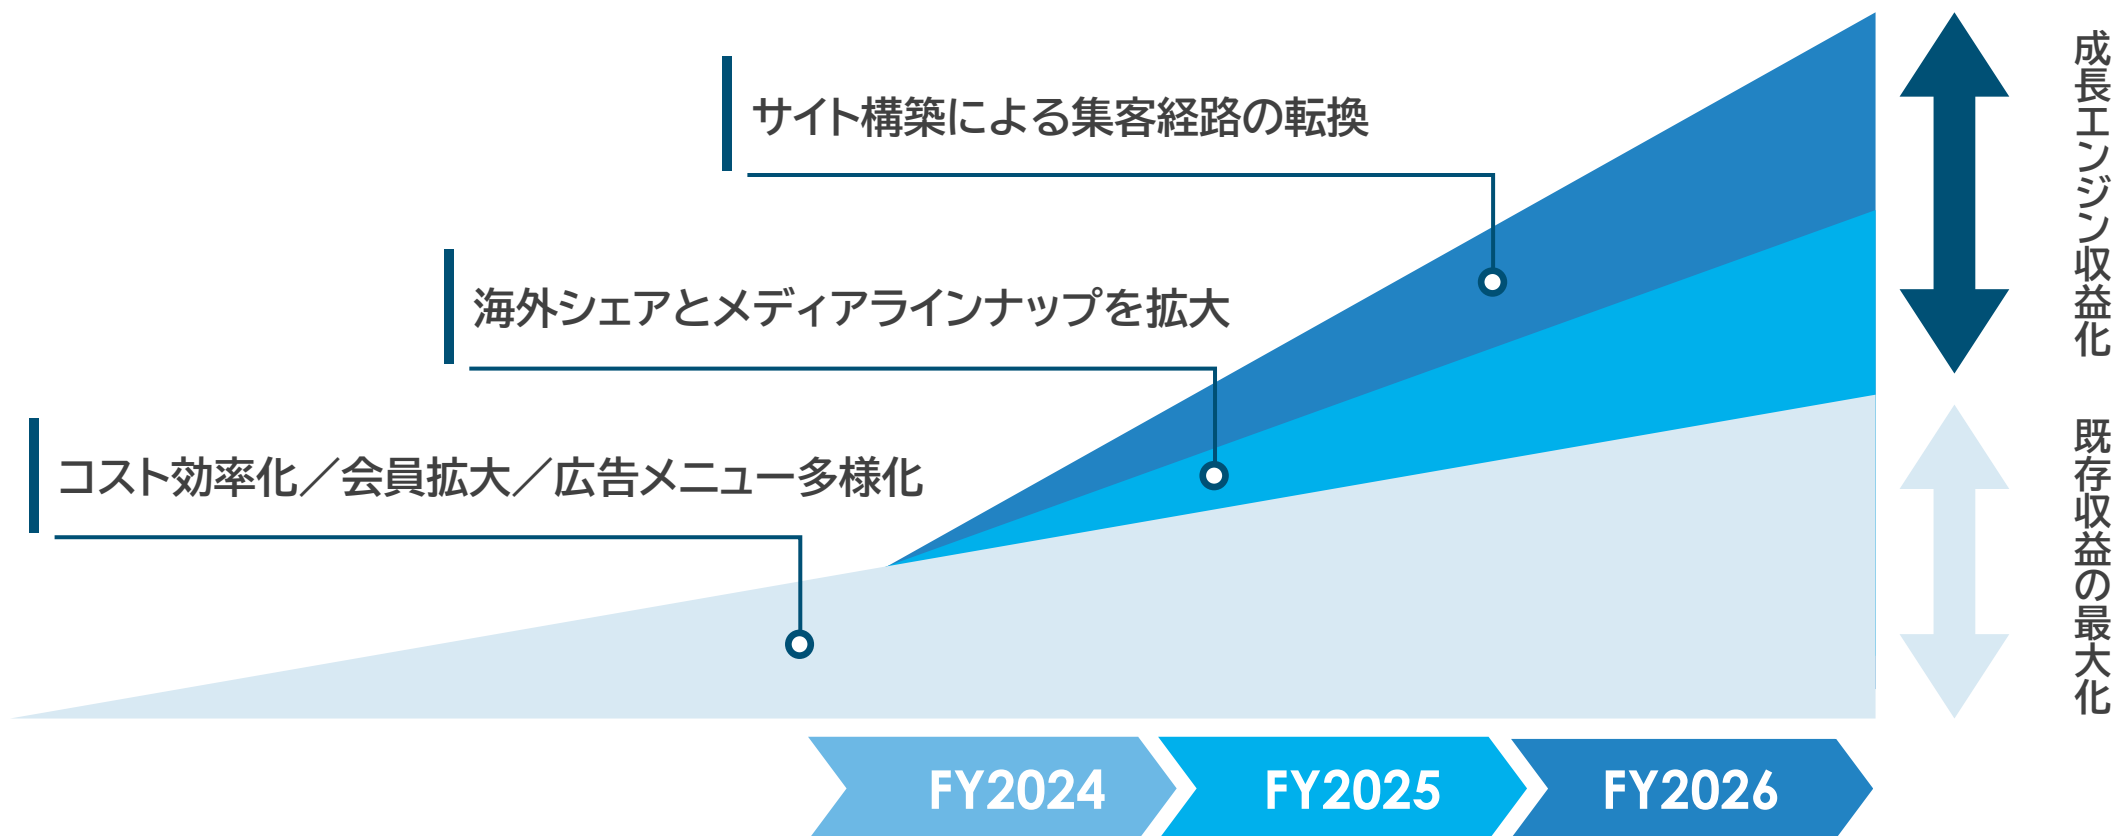 サイト構築による集客経路の転換
海外シェアとメディアラインナップを拡大
コスト効率化／会員拡大／広告メニュー多様化
成長エンジン収益化
既存収益の最大化
FY2024
FY2025
FY2026